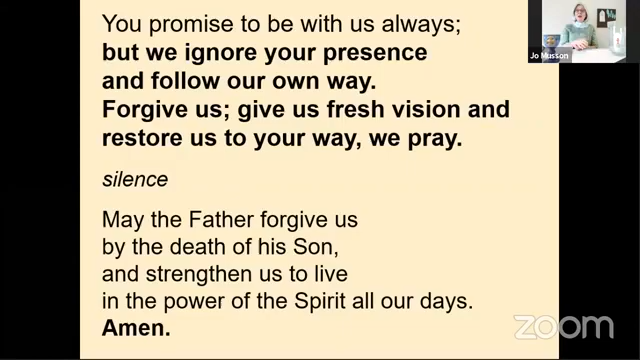 You promise to be with us always;
but we ignore your presence
and follow our own way.
Forgive us; give us fresh vision and
restore us to your way, we pray.
silence
May the Father forgive us
by the death of his Son,
and strengthen us to live
in the power of the Spirit all our days.
Amen.
Jo Musson
zoom